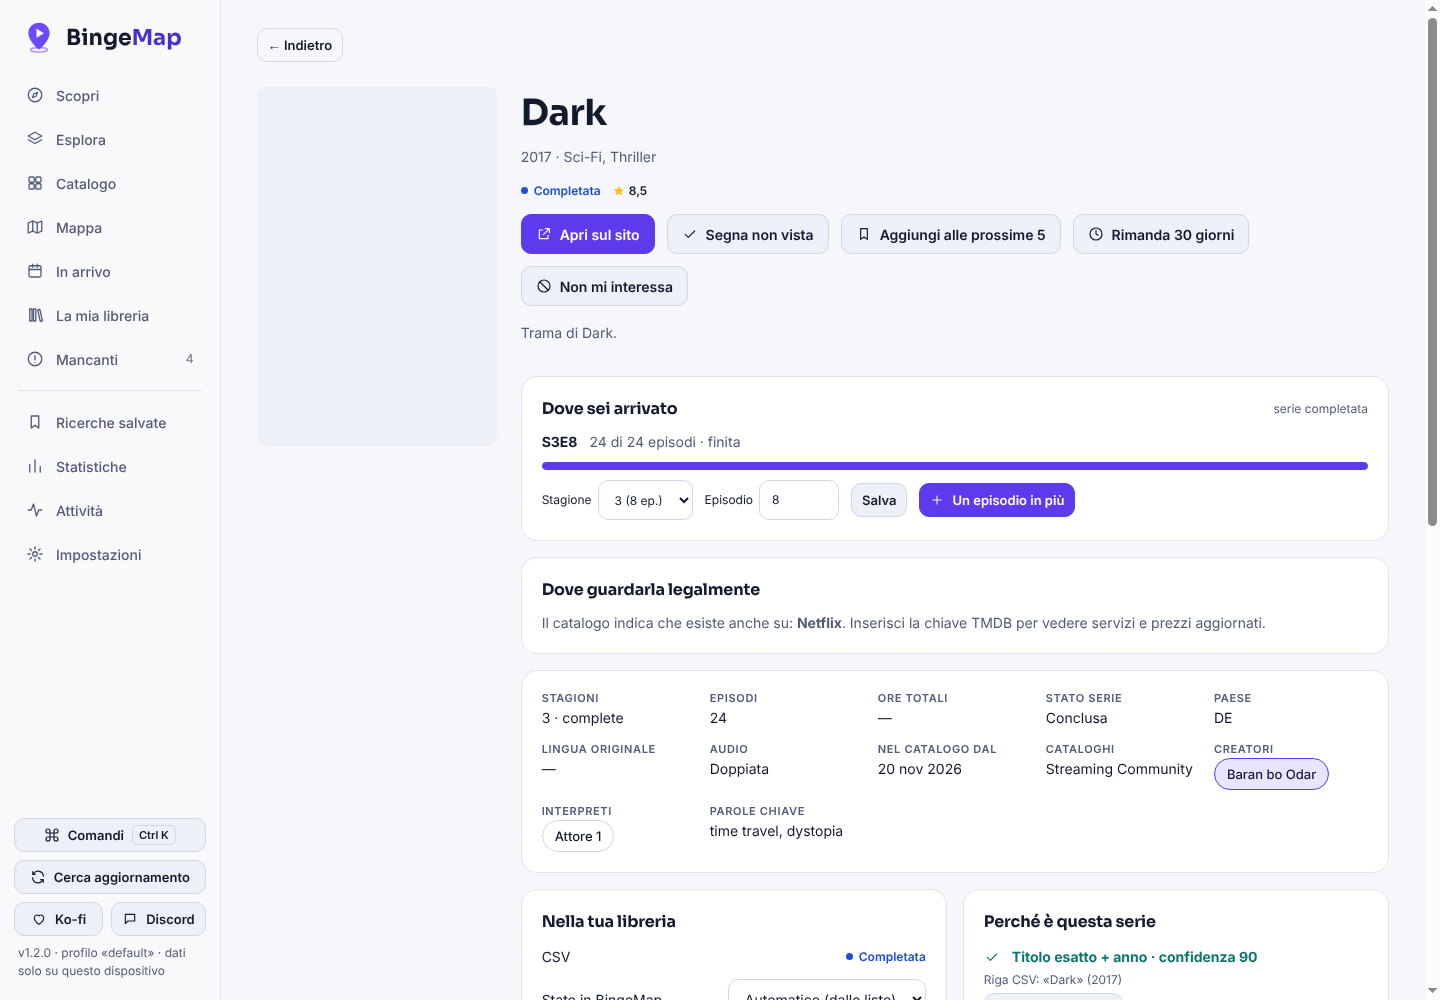 BingeMap
Scopri
Esplora
Catalogo
Mappa
In arrivo
La mia libreria
Mancanti 4
Ricerche salvate
Statistiche
Attività
Impostazioni
Comandi Ctrl K
Cerca aggiornamento
Ko-fi Discord
v1.2.0 · profilo «default» · dati
solo su questo dispositivo
← Indietro
Dark
2017 · Sci-Fi, Thriller
Completata 8,5
Apri sul sito Segna non vista Aggiungi alle prossime 5 Rimanda 30 giorni
Non mi interessa
Trama di Dark.
Dove sei arrivato serie completata
S3E8 24 di 24 episodi · finita
Stagione 3 (8 ep.) Episodio 8 Salva Un episodio in più
Dove guardarla legalmente
Il catalogo indica che esiste anche su: Netflix. Inserisci la chiave TMDB per vedere servizi e prezzi aggiornati.
STAGIONI EPISODI ORE TOTALI STATO SERIE PAESE
3 · complete 24 — Conclusa DE
LINGUA ORIGINALE AUDIO NEL CATALOGO DAL CATALOGHI CREATORI
— Doppiata 20 nov 2026 Streaming Community Baran bo Odar
INTERPRETI PAROLE CHIAVE
Attore 1 time travel, dystopia
Nella tua libreria
CSV Completata
Stato in BingeMap Automatico (dalle liste)
Perché è questa serie
Titolo esatto + anno · confidenza 90
Riga CSV: «Dark» (2017)